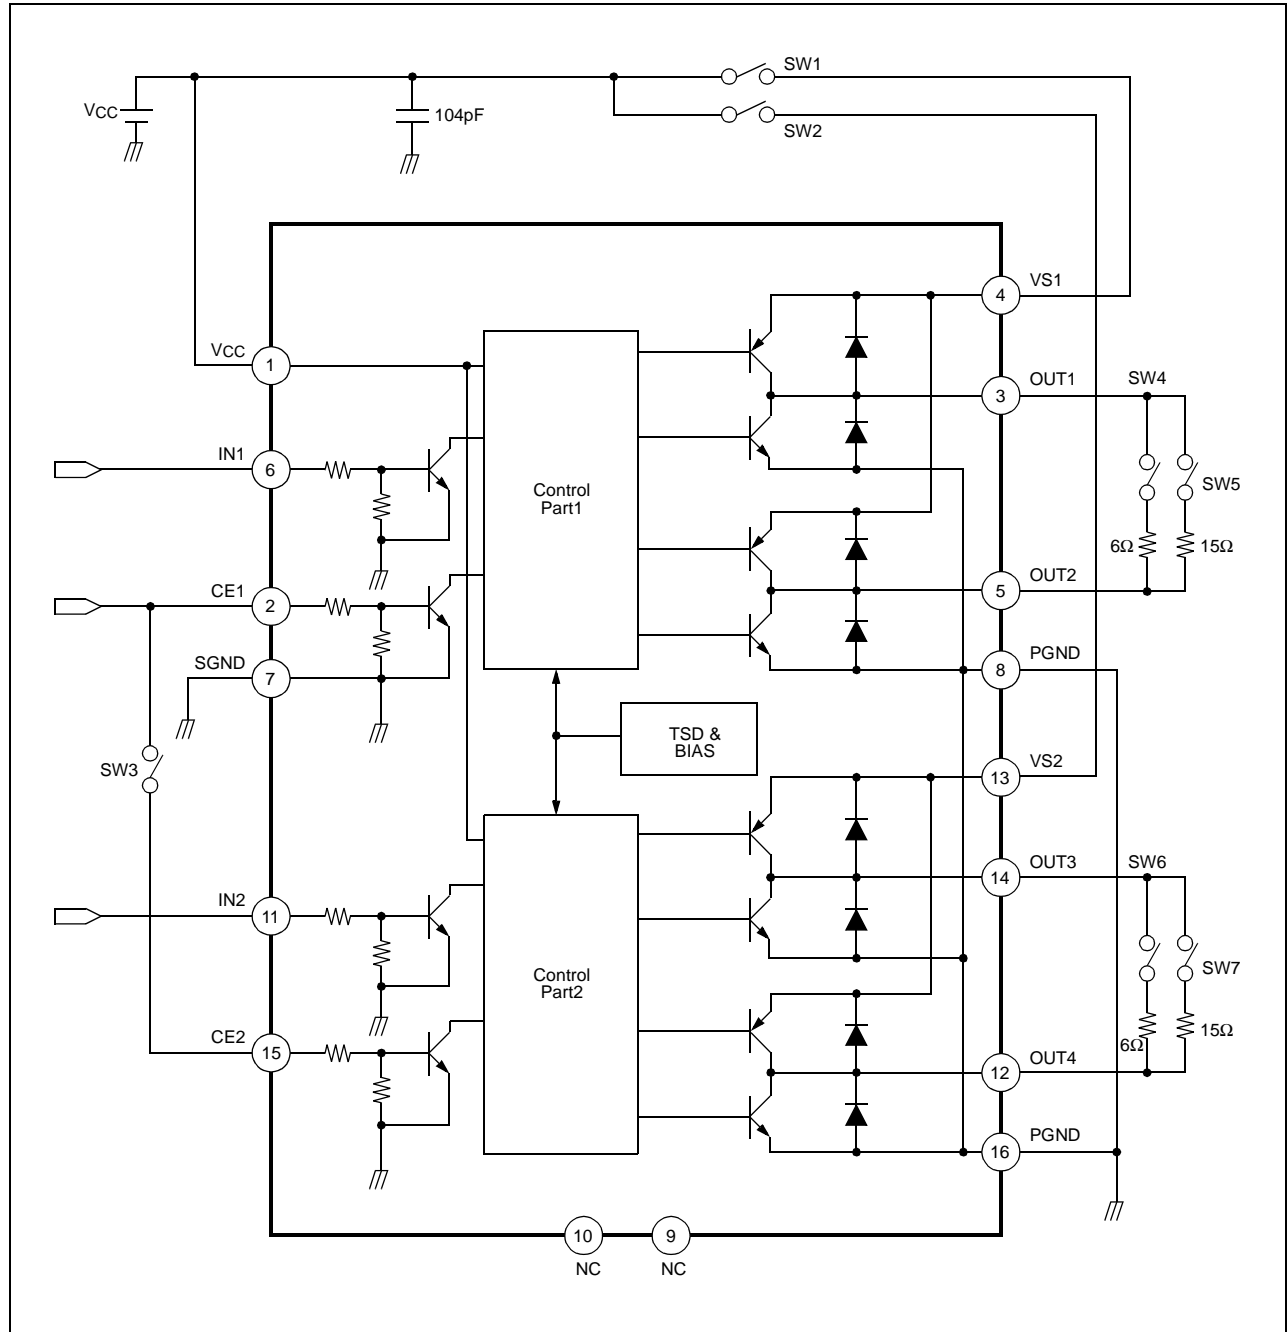 SW1
VCC
104pF
SW2
4
VS1
VCC
1
3
OUT1
SW4
IN1
6
Control
Part1
SW5
6Ω
15Ω
CE1
2
5
OUT2
SGND
7
8
PGND
TSD &
BIAS
SW3
13
VS2
14
OUT3
SW6
IN2
11
Control
Part2
SW7
6Ω
15Ω
CE2
15
12
OUT4
16
PGND
10
9
NC
NC